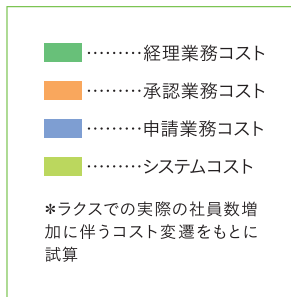 ………経理業務コスト
………承認業務コスト
………申請業務コスト
………システムコスト
＊ラクスでの実際の社員数増
加に伴うコスト変遷をもとに
試算